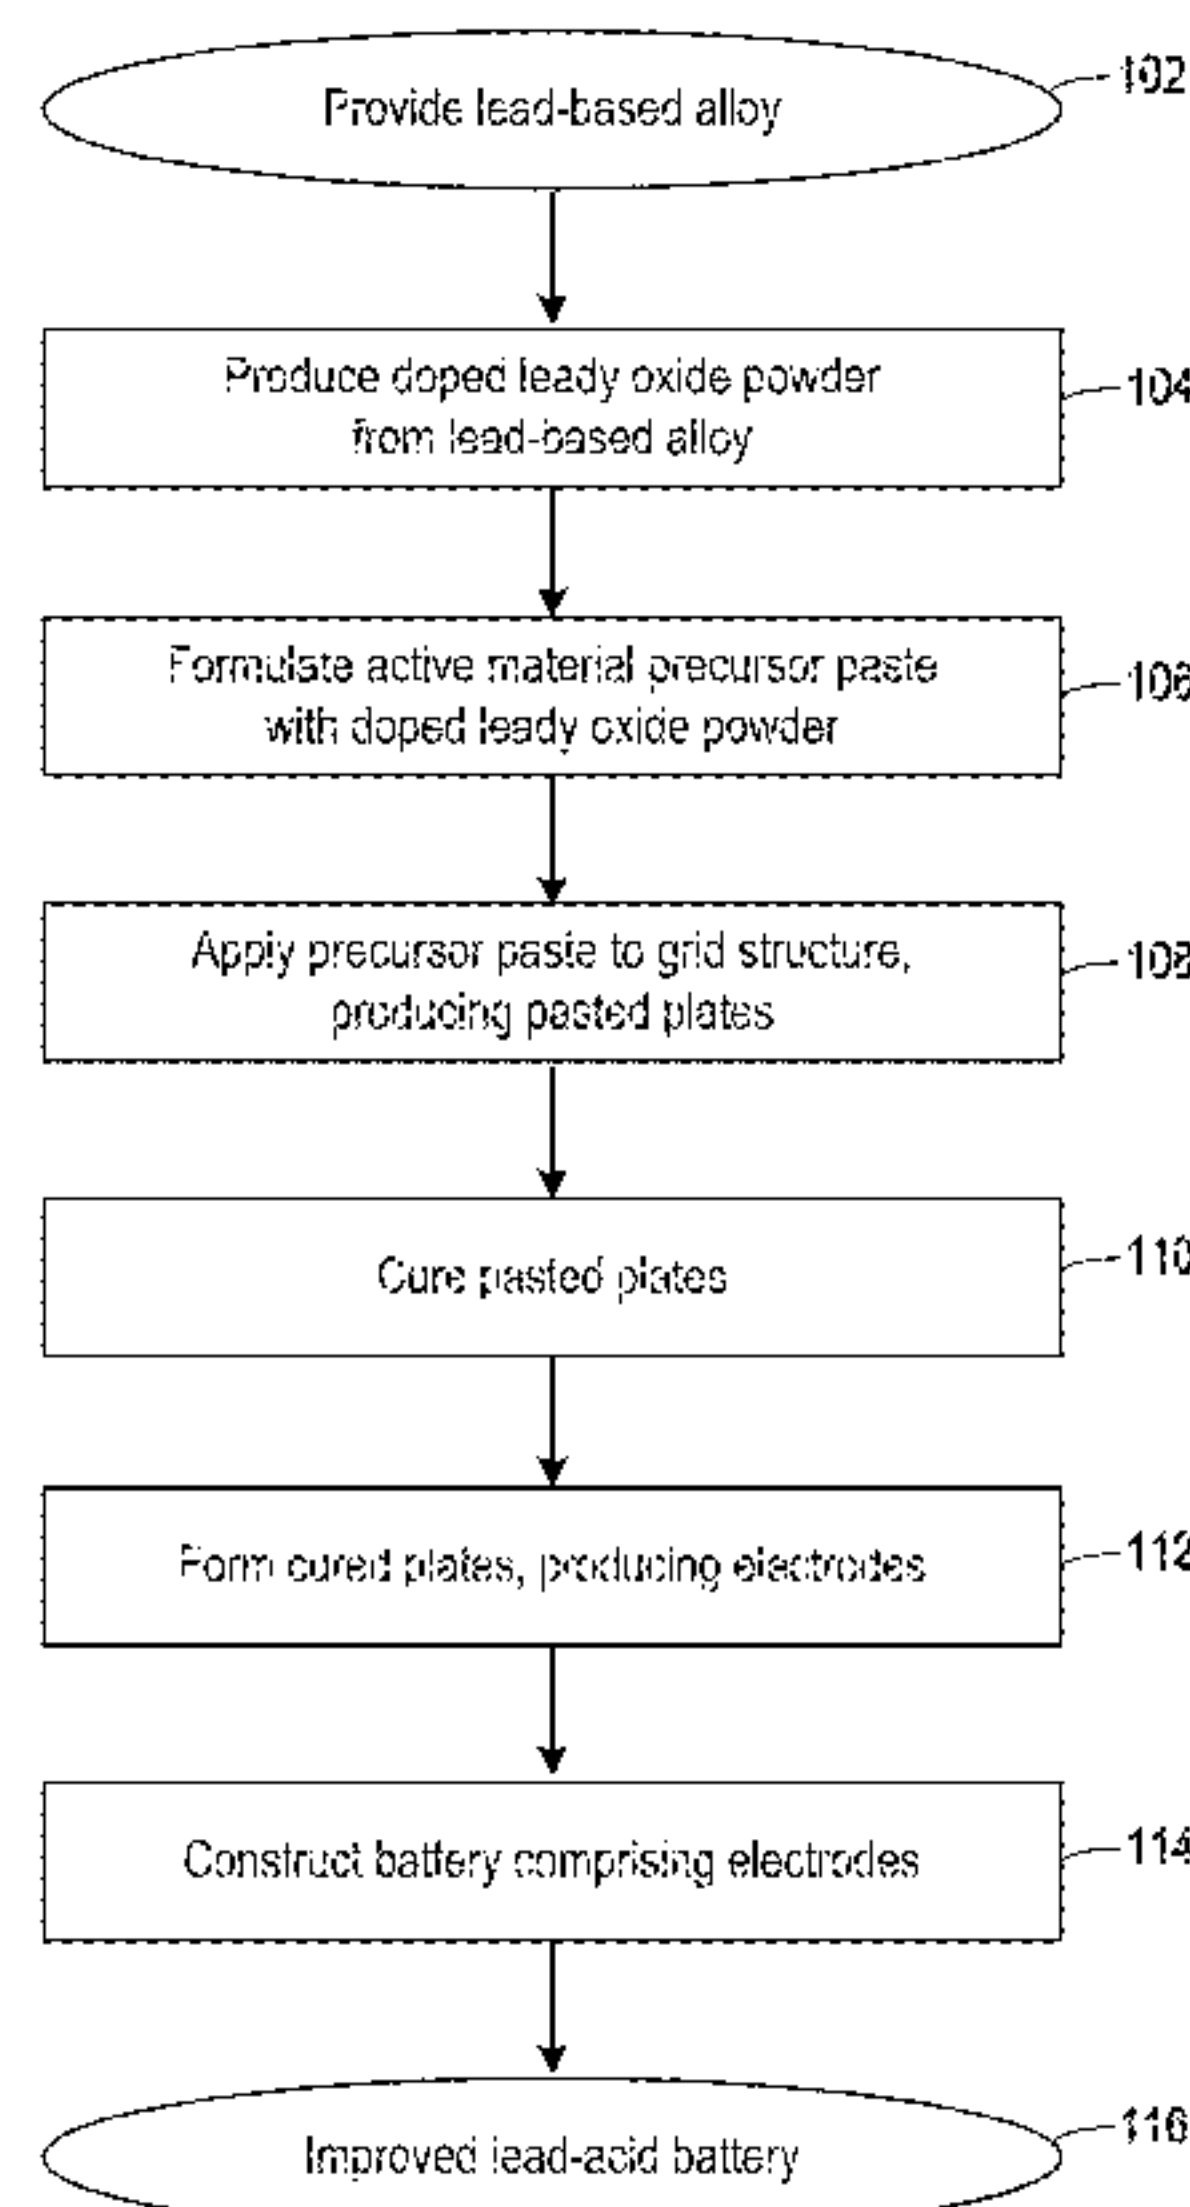 Provide lead-based alloy
102
Produce doped leady oxide powder
from lead-based alloy
104
Formulate active material precursor paste
with doped leady oxide powder
106
Apply precursor paste to grid structure,
producing pasted plates
108
Cure pasted plates
110
Form cured plates, producing electrodes
112
Construct battery comprising electrodes
114
Improved lead-acid battery
116